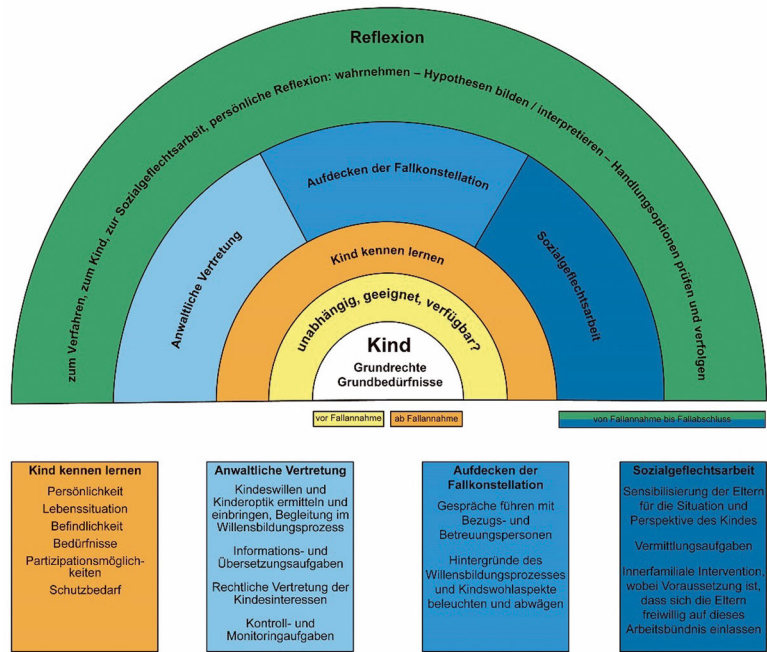 Reflexion
zum Verfahren, zum Kind, zur Sozialgeflechtsarbeit, persönliche Reflexion: wahrnehmen – Hypothesen bilden / interpretieren – Handlungsoptionen prüfen und verfolgen
Anwaltliche Vertretung
Aufdecken der Fallkonstellation
Sozialgeflechtsarbeit
Kind kennen lernen
unabhängig, geeignet, verfügbar?
Kind
Grundrechte
Grundbedürfnisse
vor Fallannahme
ab Fallannahme
von Fallannahme bis Fallabschluss
Kind kennen lernen
Persönlichkeit
Lebenssituation
Befindlichkeit
Bedürfnisse
Partizipationsmöglich-
keiten
Schutzbedarf
Anwaltliche Vertretung
Kindeswillen und
Kinderoptik ermitteln und
einbringen, Begleitung im
Willensbildungsprozess
Informations- und
Übersetzungsaufgaben
Rechtliche Vertretung der
Kindesinteressen
Kontroll- und
Monitoringaufgaben
Aufdecken der
Fallkonstellation
Gespräche führen mit
Bezugs- und
Betreuungspersonen
Hintergründe des
Willensbildungsprozesses
und Kindswohlaspekte
beleuchten und abwägen
Sozialgeflechtsarbeit
Sensibilisierung der Eltern
für die Situation und
Perspektive des Kindes
Vermittlungsaufgaben
Innerfamiliale Intervention,
wobei Voraussetzung ist,
dass sich die Eltern
freiwillig auf dieses
Arbeitsbündnis einlassen